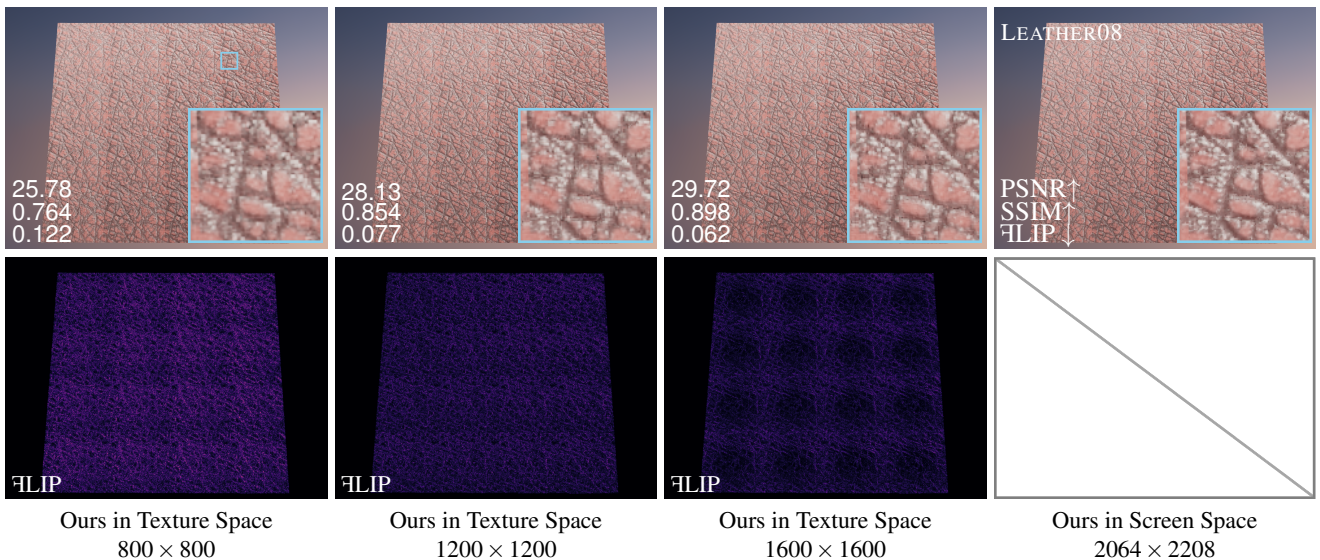 LEATHER08
25.78
0.764
0.122
28.13
0.854
0.077
29.72
0.898
0.062
PSNR↑
SSIM↑
ꟻLIP↓
ꟻLIP
ꟻLIP
ꟻLIP
Ours in Texture Space
800 × 800
Ours in Texture Space
1200 × 1200
Ours in Texture Space
1600 × 1600
Ours in Screen Space
2064 × 2208